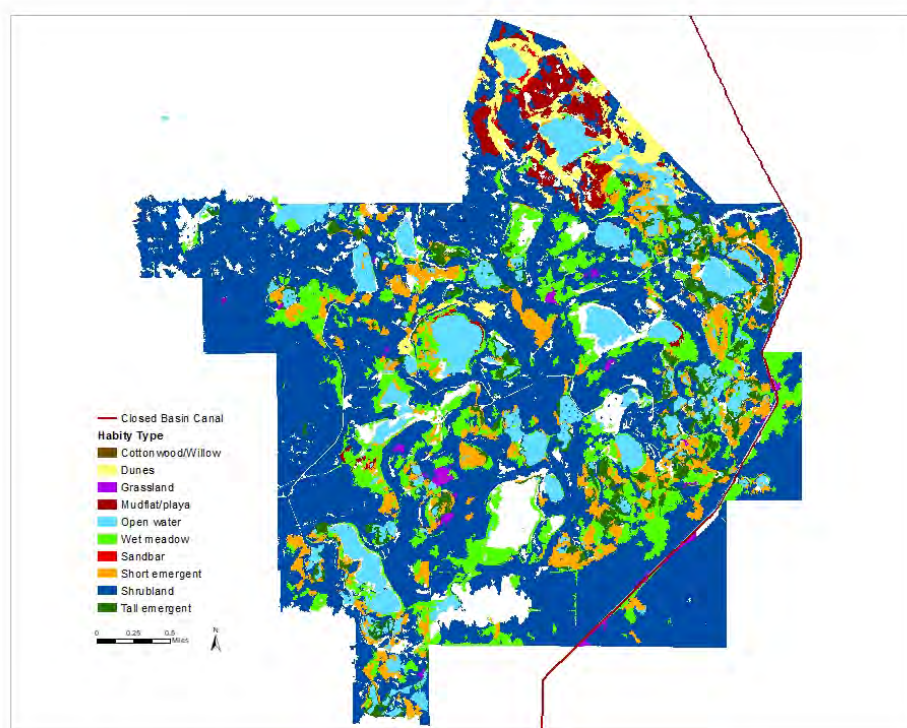 Closed Basin Canal
Habity Type
Cottonwood/Willow
Dunes
Grassland
Mudflat/playa
Open water
Wet meadow
Sandbar
Short emergent
Shrubland
Tall emergent
0 0.25 0.5
Miles
N